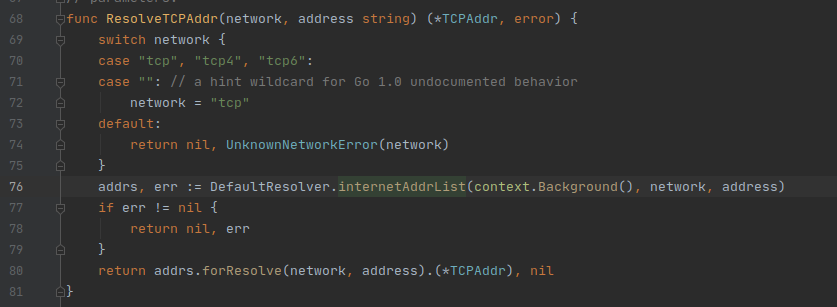 68 func ResolveTCPAddr(network, address string) (*TCPAddr, error) {
69     switch network {
70     case "tcp", "tcp4", "tcp6":
71     case "": // a hint wildcard for Go 1.0 undocumented behavior
72         network = "tcp"
73     default:
74         return nil, UnknownNetworkError(network)
75     }
76     addrs, err := DefaultResolver.internetAddrList(context.Background(), network, address)
77     if err != nil {
78         return nil, err
79     }
80     return addrs.forResolve(network, address).(*TCPAddr), nil
81 }